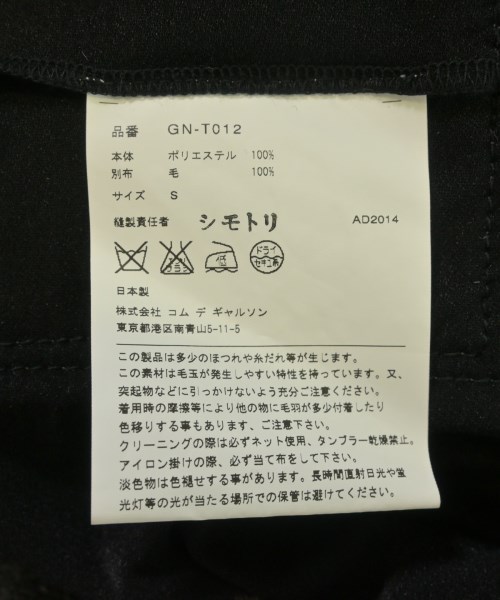 品番 GN-T012
本体 ポリエステル 100%
別布 毛 100%
サイズ S
縫製責任者 シモトリ AD2014
低 ドライ セキユ系
日本製
株式会社 コム デ ギャルソン
東京都港区南青山5-11-5
この製品は多少のほつれや糸だれ等が生じます。
この素材は毛玉が発生しやすい特性を持っています。又、
突起物などに引っかけないよう充分ご注意ください。
着用時の摩擦等により他の物に毛羽が多少付着したり
色移りする事もあります、ご注意下さい。
クリーニングの際は必ずネット使用、タンブラー乾燥禁止。
アイロン掛けの際、必ず当て布をして下さい。
淡色物は色褪せする事があります。長時間直射日光や蛍
光灯等の光が当たる場所での保管は避けてください。